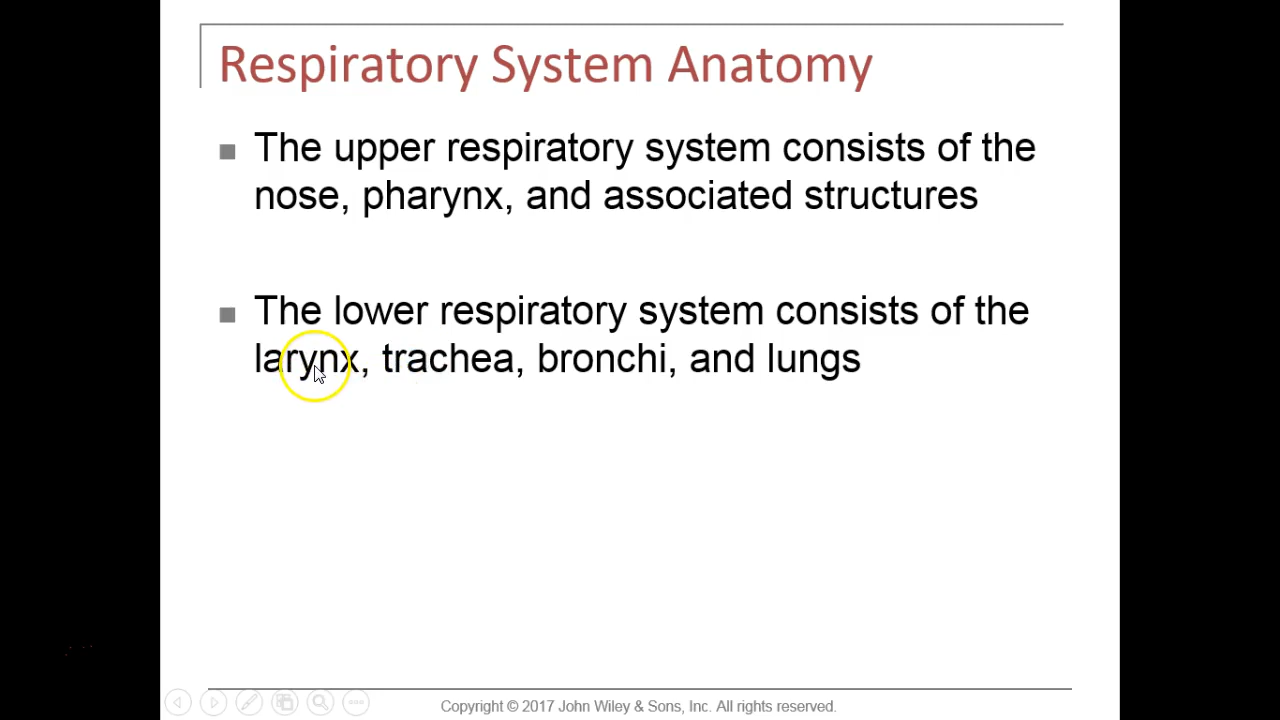 Respiratory System Anatomy
The upper respiratory system consists of the
nose, pharynx, and associated structures
The lower respiratory system consists of the
larynx, trachea, bronchi, and lungs
Copyright © 2017 John Wiley & Sons, Inc. All rights reserved.